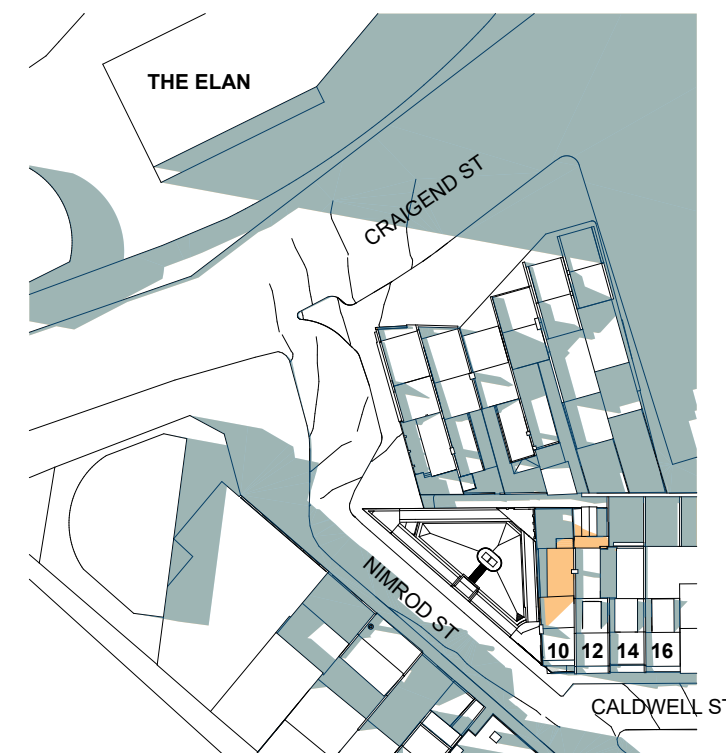 THE ELAN
CRAIGEND ST
NIMROD ST
10 12 14 16
CALDWELL ST